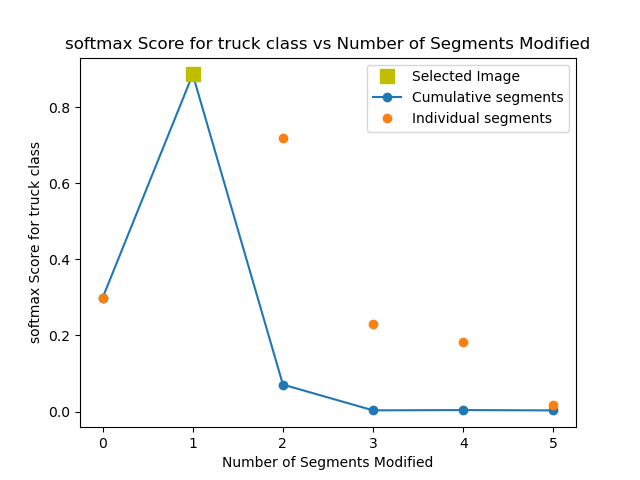 softmax Score for truck class vs Number of Segments Modified
Selected Image
Cumulative segments
Individual segments
softmax Score for truck class
0.8
0.6
0.4
0.2
0.0
0 1 2 3 4 5
Number of Segments Modified